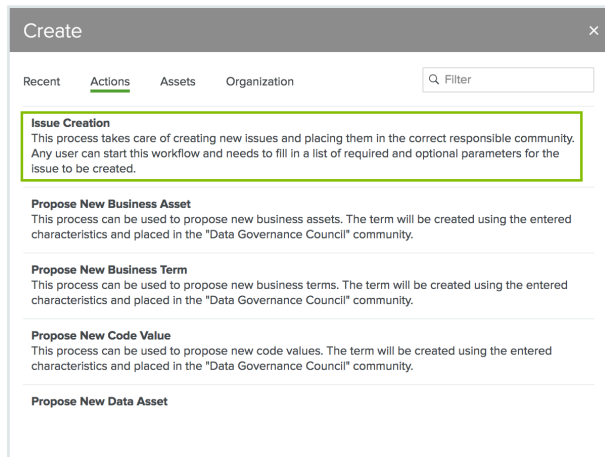 Create
×
Recent Actions Assets Organization Filter
Issue Creation
This process takes care of creating new issues and placing them in the correct responsible community.
Any user can start this workflow and needs to fill in a list of required and optional parameters for the
issue to be created.
Propose New Business Asset
This process can be used to propose new business assets. The term will be created using the entered
characteristics and placed in the "Data Governance Council" community.
Propose New Business Term
This process can be used to propose new business terms. The term will be created using the entered
characteristics and placed in the "Data Governance Council" community.
Propose New Code Value
This process can be used to propose new code values. The term will be created using the entered
characteristics and placed in the "Data Governance Council" community.
Propose New Data Asset